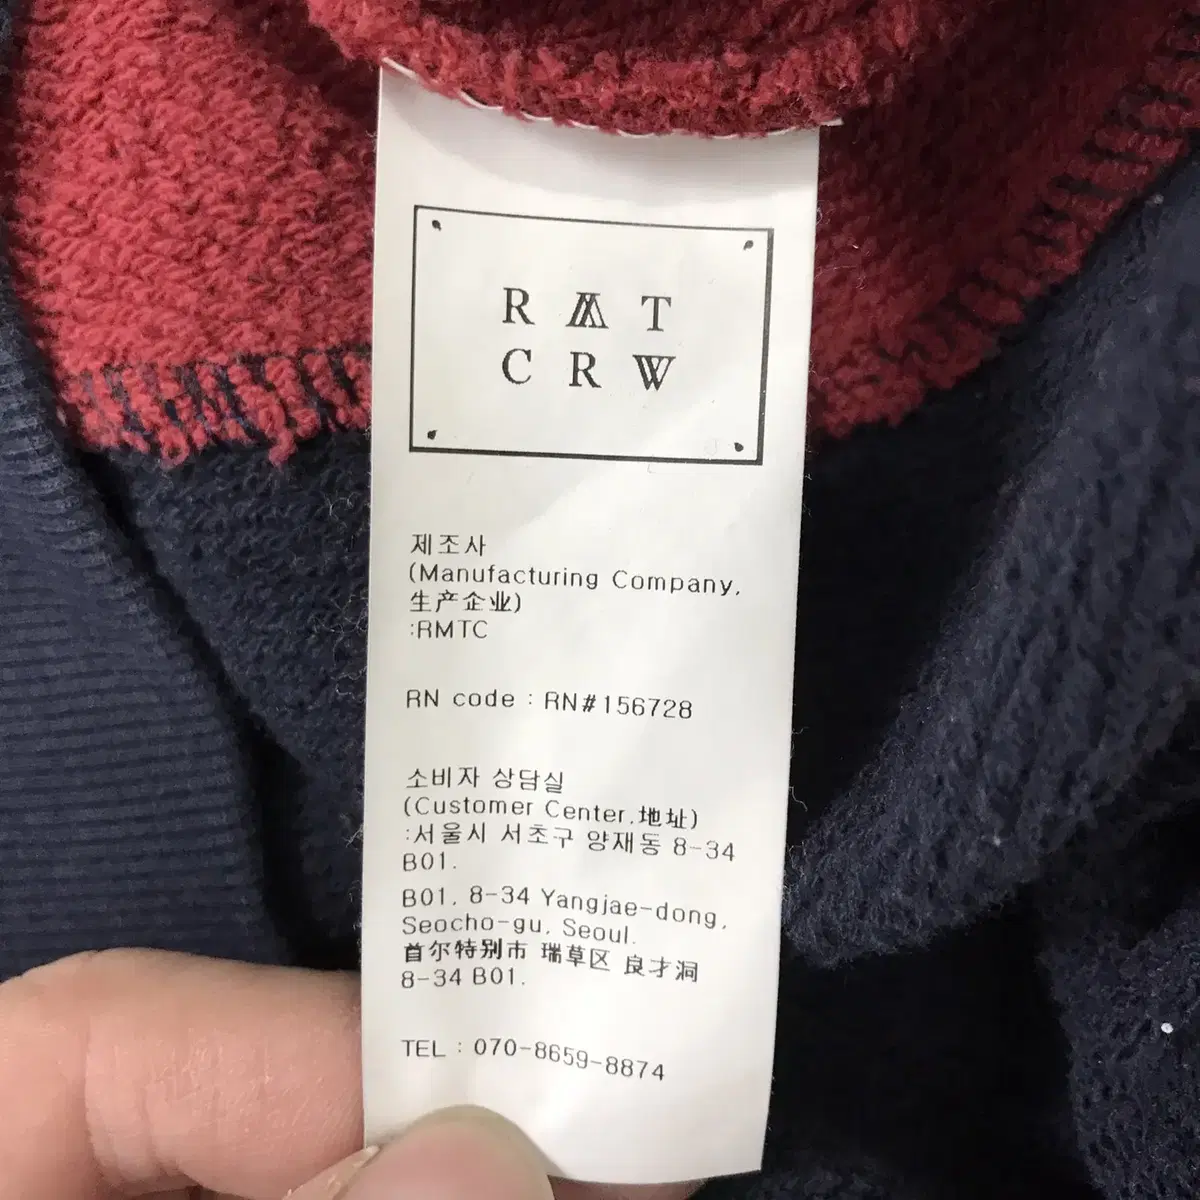 R M T
C R W
제조사
(Manufacturing Company,
生产企业)
:RMTC
RN code : RN#156728
소비자 상담실
(Customer Center,地址)
:서울시 서초구 양재동 8-34
B01.
B01, 8-34 Yangjae-dong,
Seocho-gu, Seoul.
首尔特别市 瑞草区 良才洞
8-34 B01.
TEL : 070-8659-8874